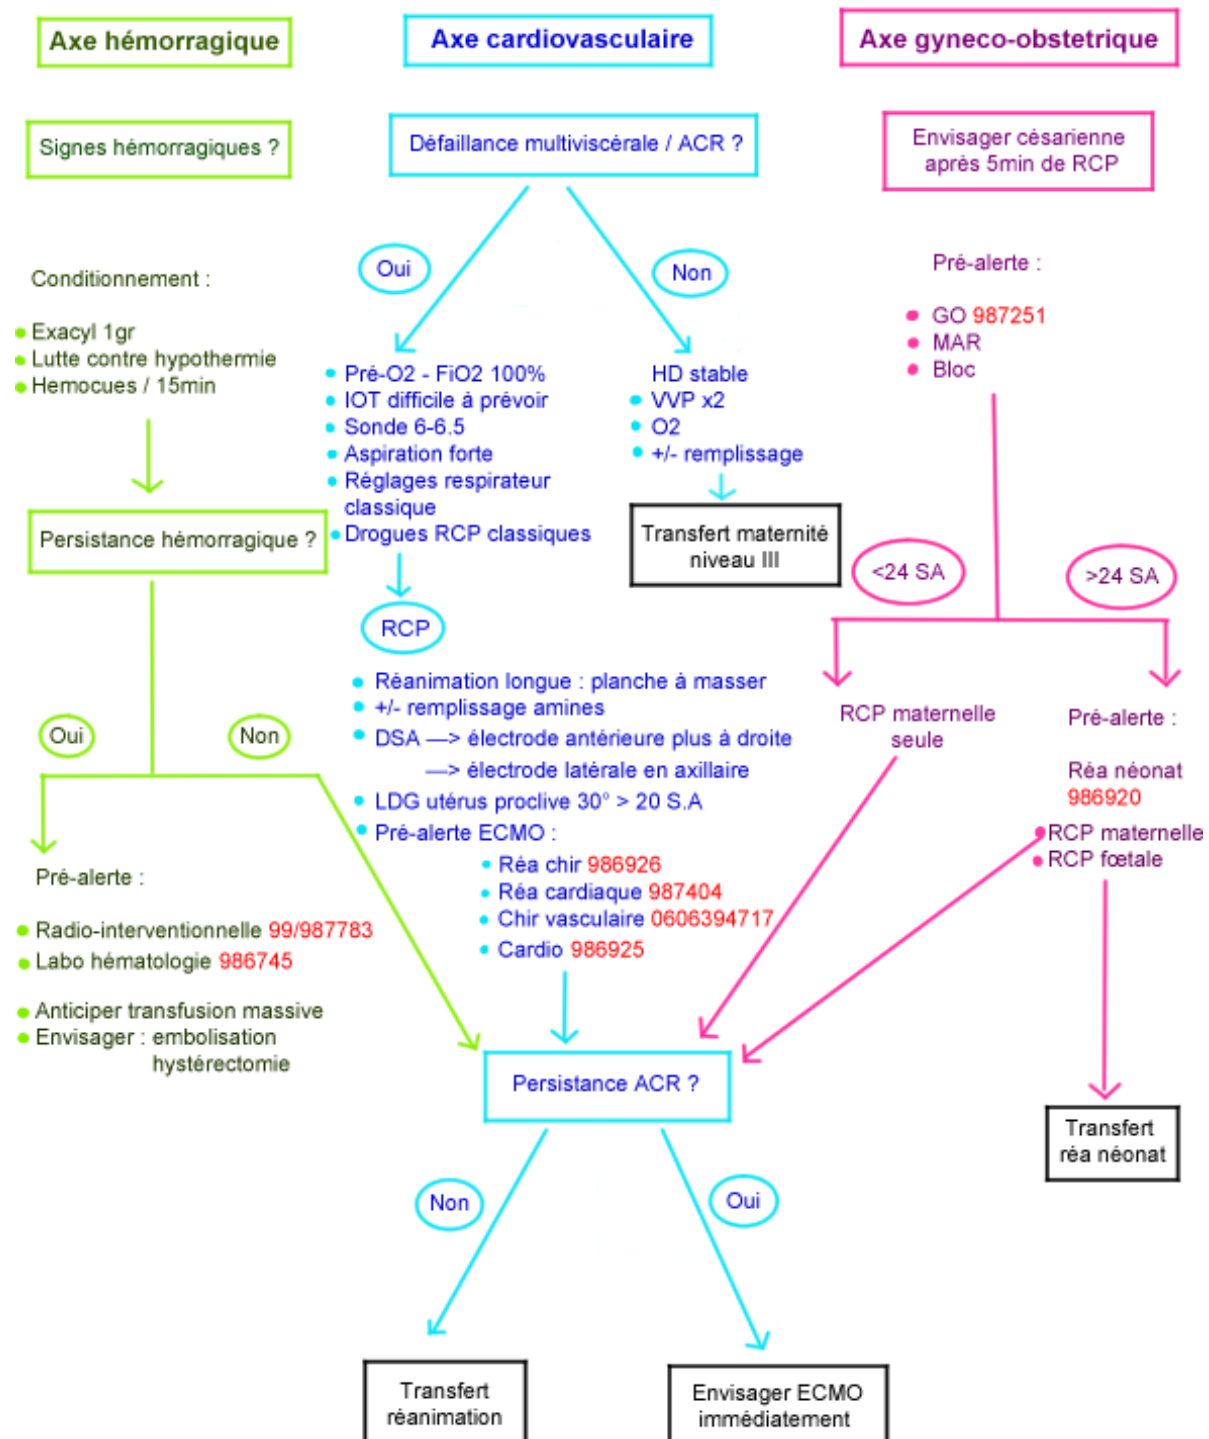 Axe hémorragique
Signes hémorragiques ?
Conditionnement :
Exacyl 1gr
Lutte contre hypothermie
Hemocues / 15min
Persistance hémorragique ?
Oui
Non
Pré-alerte :
Radio-interventionnelle 99/987783
Labo hématologie 986745
Anticiper transfusion massive
Envisager : embolisation
hystérectomie
Axe cardiovasculaire
Défaillance multiviscérale / ACR ?
Oui
Non
Pré-O2 - FiO2 100%
IOT difficile à prévoir
Sonde 6-6.5
Aspiration forte
Réglages respirateur
classique
Drogues RCP classiques
HD stable
VVP x2
O2
+/- remplissage
Transfert maternité
niveau III
RCP
Réanimation longue : planche à masser
+/- remplissage amines
DSA —> électrode antérieure plus à droite
—> électrode latérale en axillaire
LDG utérus proclive 30° > 20 S.A
Pré-alerte ECMO :
Réa chir 986926
Réa cardiaque 987404
Chir vasculaire 0606394717
Cardio 986925
Persistance ACR ?
Non
Oui
Transfert
réanimation
Envisager ECMO
immédiatement
Axe gyneco-obstetrique
Envisager césarienne
après 5min de RCP
Pré-alerte :
GO 987251
MAR
Bloc
<24 SA
>24 SA
RCP maternelle
seule
Pré-alerte :
Réa néonat
986920
RCP maternelle
RCP fœtale
Transfert
réa néonat